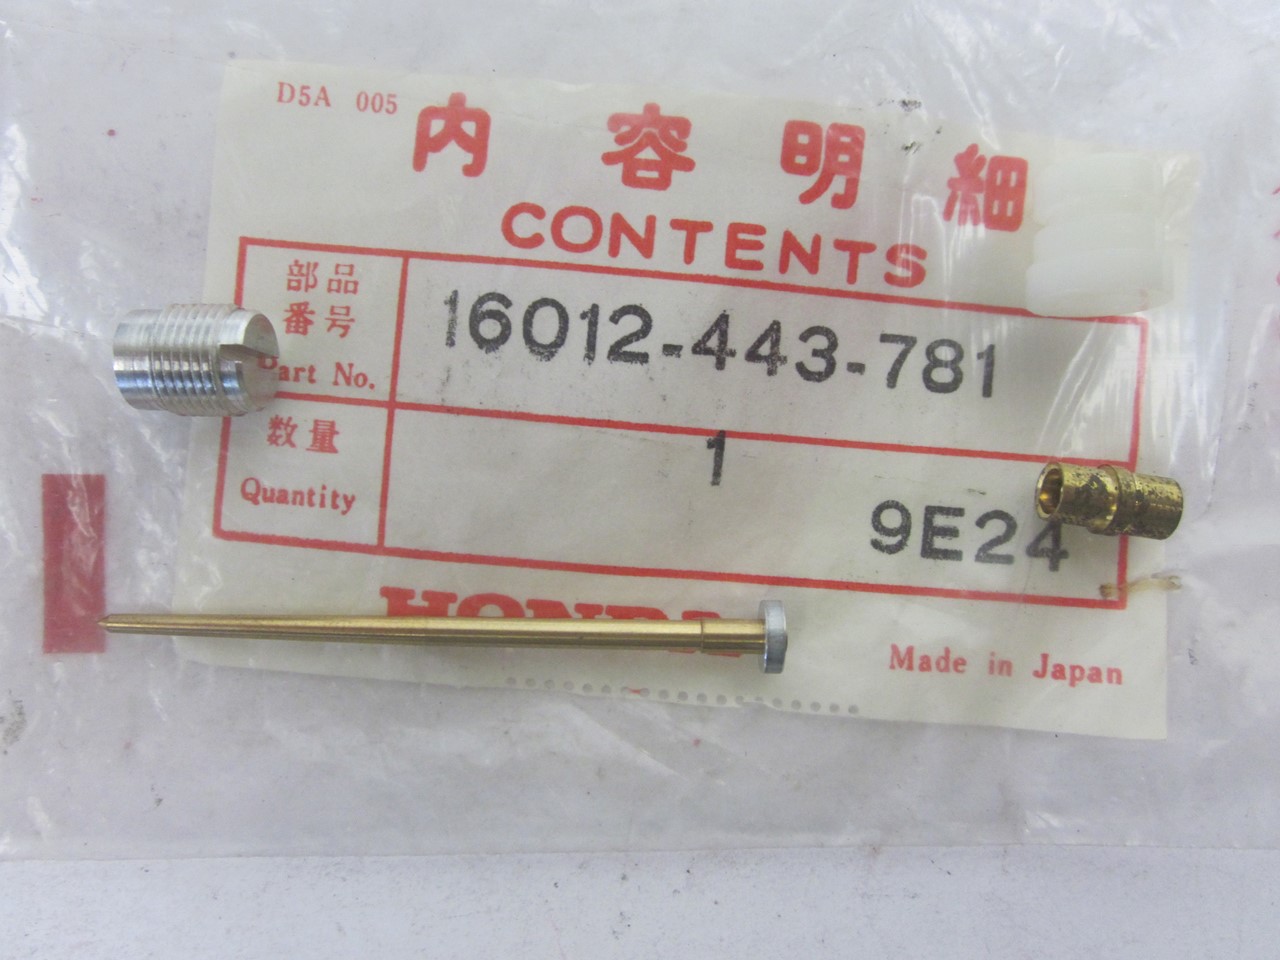 D5A 005
内容明細
CONTENTS
部品
番号
Part No.
16012-443-781
数量
Quantity
1
9E24
HONDA
Made in Japan